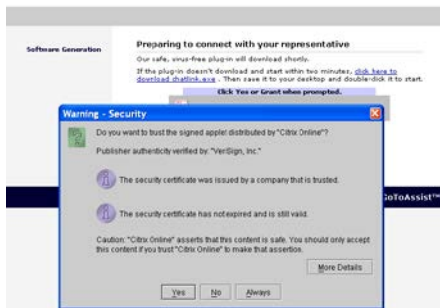 Software Generation
Preparing to connect with your representative
Our safe, virus-free plug-in will download shortly.
If the plug-in doesn't download and start within two minutes, click here to
download chatlink.exe . Then save it to your desktop and double-click it to start.
Click Yes or Grant when prompted.
Warning - Security
Do you want to trust the signed applet distributed by "Citrix Online"?
Publisher authenticity verified by: "VeriSign, Inc."
The security certificate was issued by a company that is trusted.
The security certificate has not expired and is still valid.
Caution: "Citrix Online" asserts that this content is safe. You should only accept
this content if you trust "Citrix Online" to make that assertion.
More Details
Yes No Always
GoToAssist™